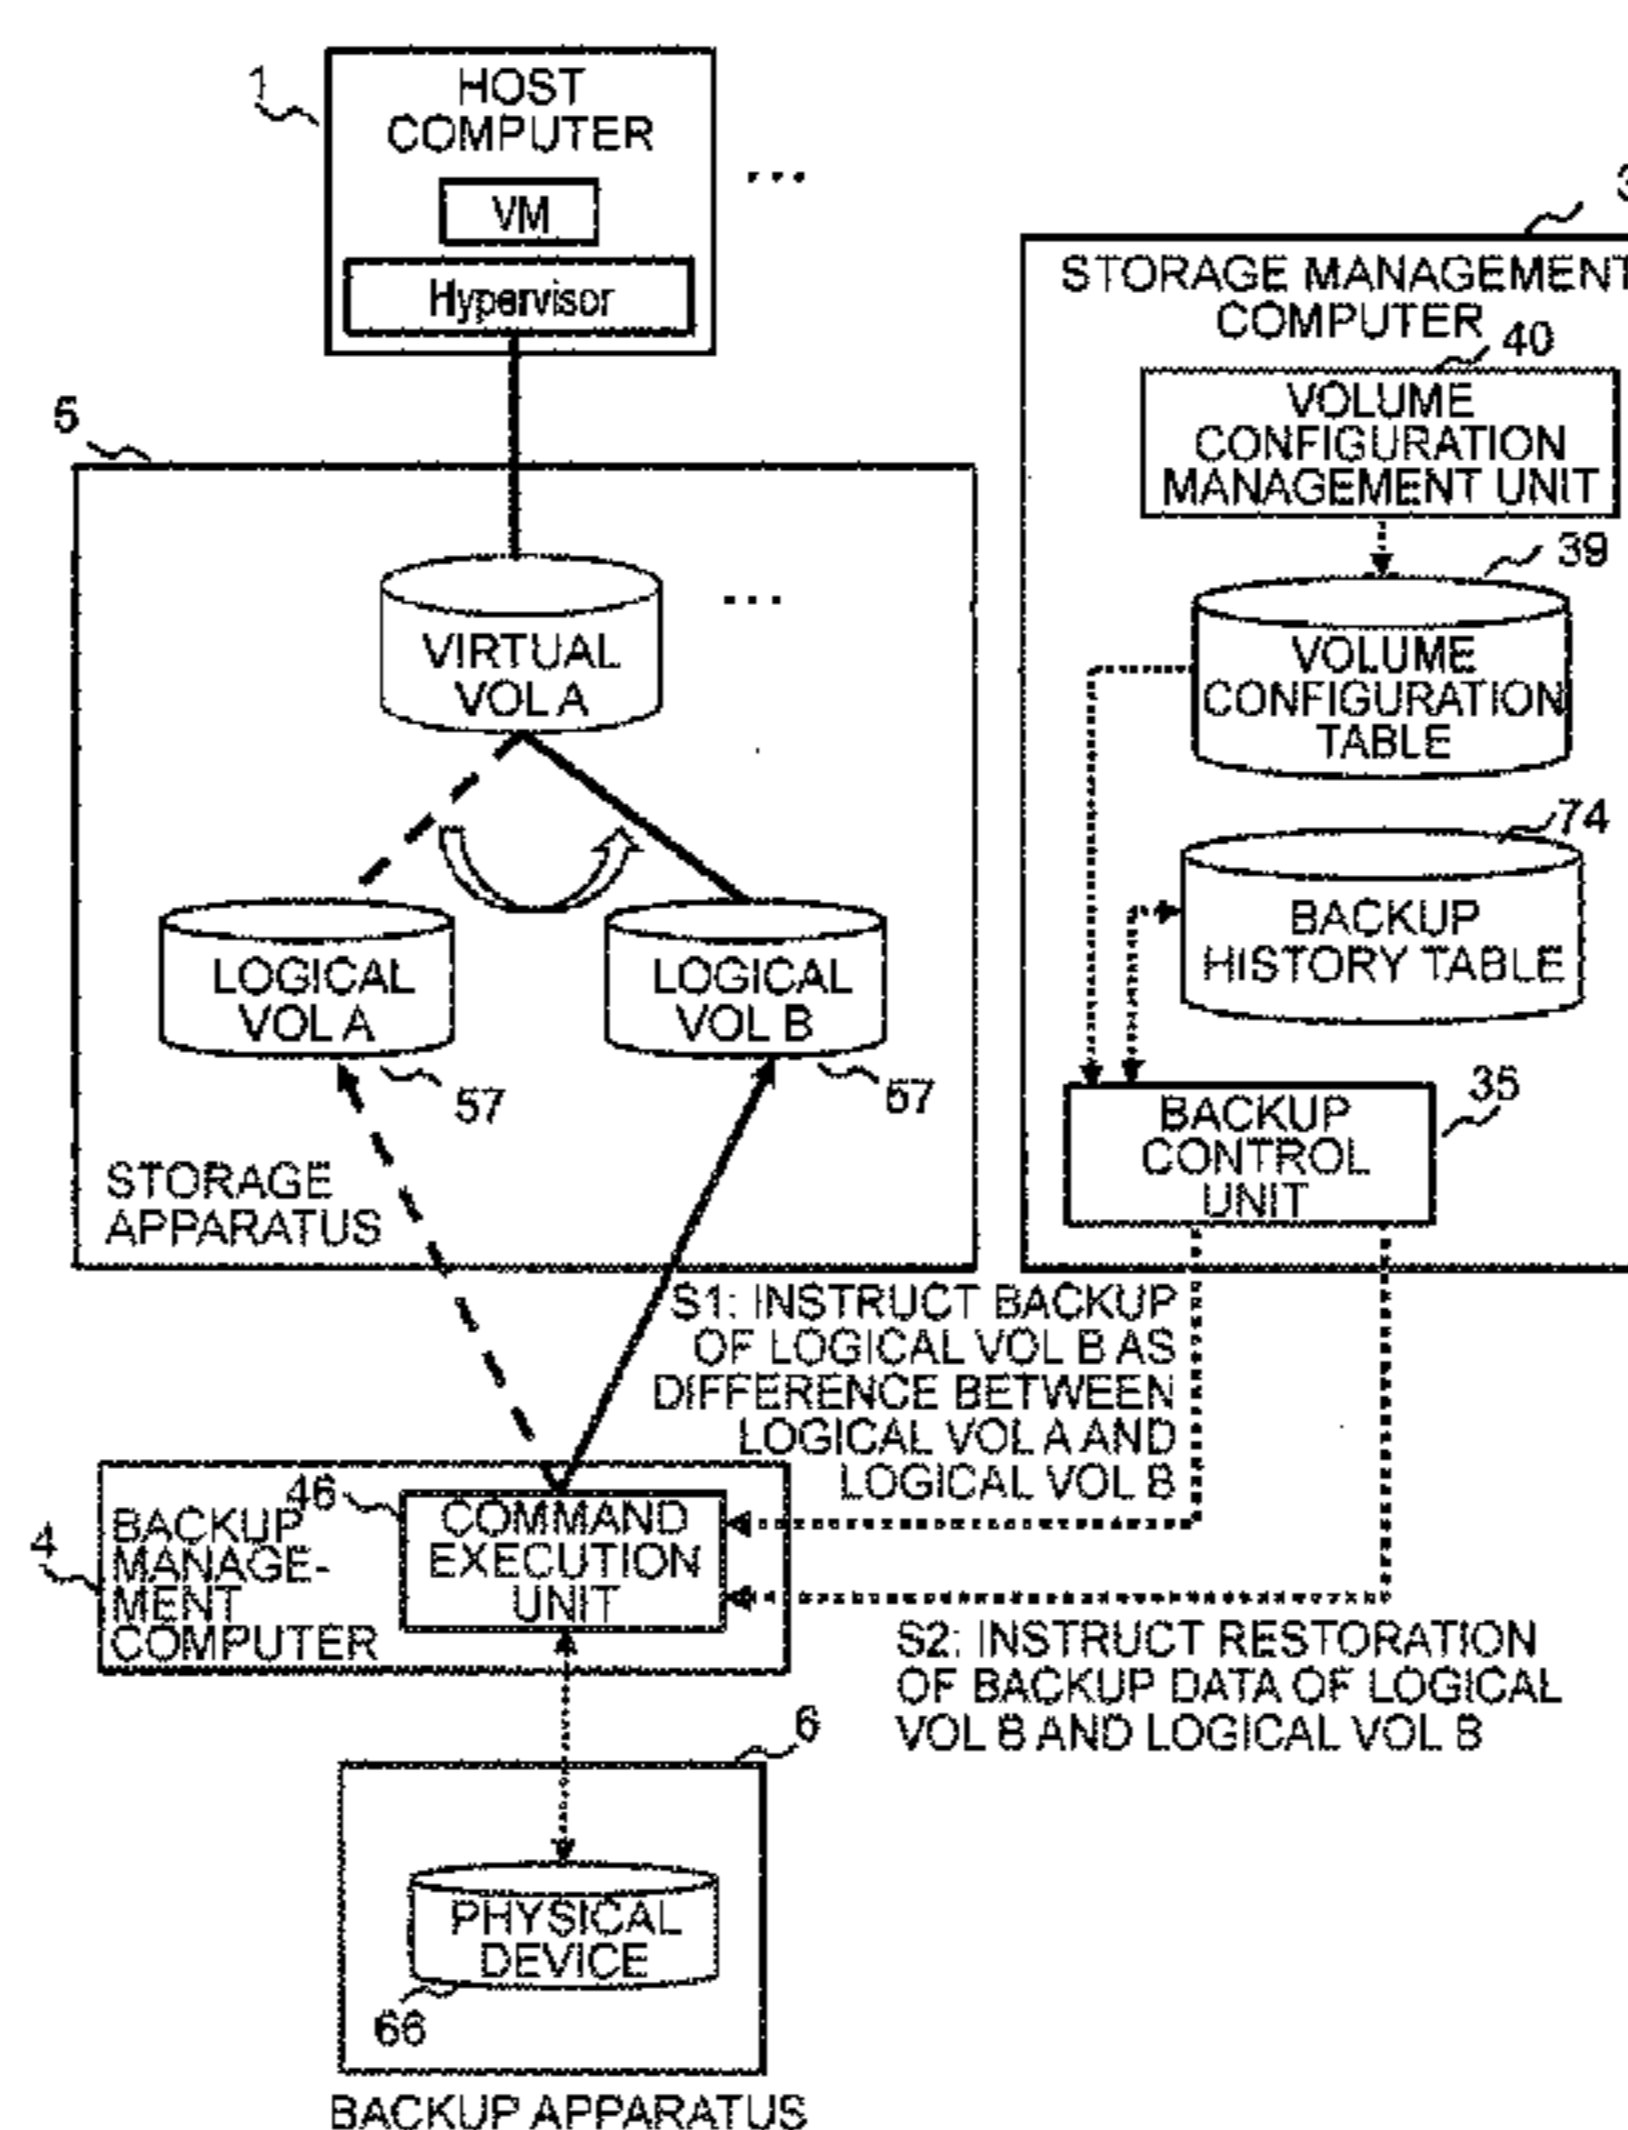 1
HOST
COMPUTER
VM
Hypervisor
...
3
STORAGE MANAGEMENT
COMPUTER
40
VOLUME
CONFIGURATION
MANAGEMENT UNIT
39
VOLUME
CONFIGURATION
TABLE
74
BACKUP
HISTORY TABLE
35
BACKUP
CONTROL
UNIT
5
VIRTUAL
VOL A
...
LOGICAL
VOL A
57
LOGICAL
VOL B
57
STORAGE
APPARATUS
S1: INSTRUCT BACKUP
OF LOGICAL VOL B AS
DIFFERENCE BETWEEN
LOGICAL VOL A AND
LOGICAL VOL B
4
BACKUP
MANAGE-
MENT
COMPUTER
46
COMMAND
EXECUTION
UNIT
S2: INSTRUCT RESTORATION
OF BACKUP DATA OF LOGICAL
VOL B AND LOGICAL VOL B
6
PHYSICAL
DEVICE
66
BACKUP APPARATUS